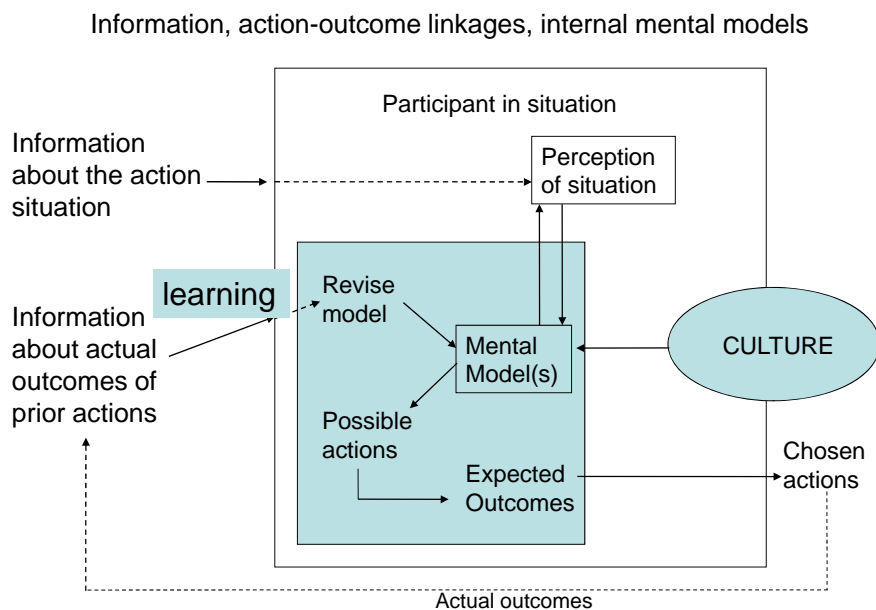 Information, action-outcome linkages, internal mental models
Participant in situation
Information
about the action
situation
Perception
of situation
learning
Revise
model
Information
about actual
outcomes of
prior actions
Mental
Model(s)
CULTURE
Possible
actions
Expected
Outcomes
Chosen
actions
Actual outcomes